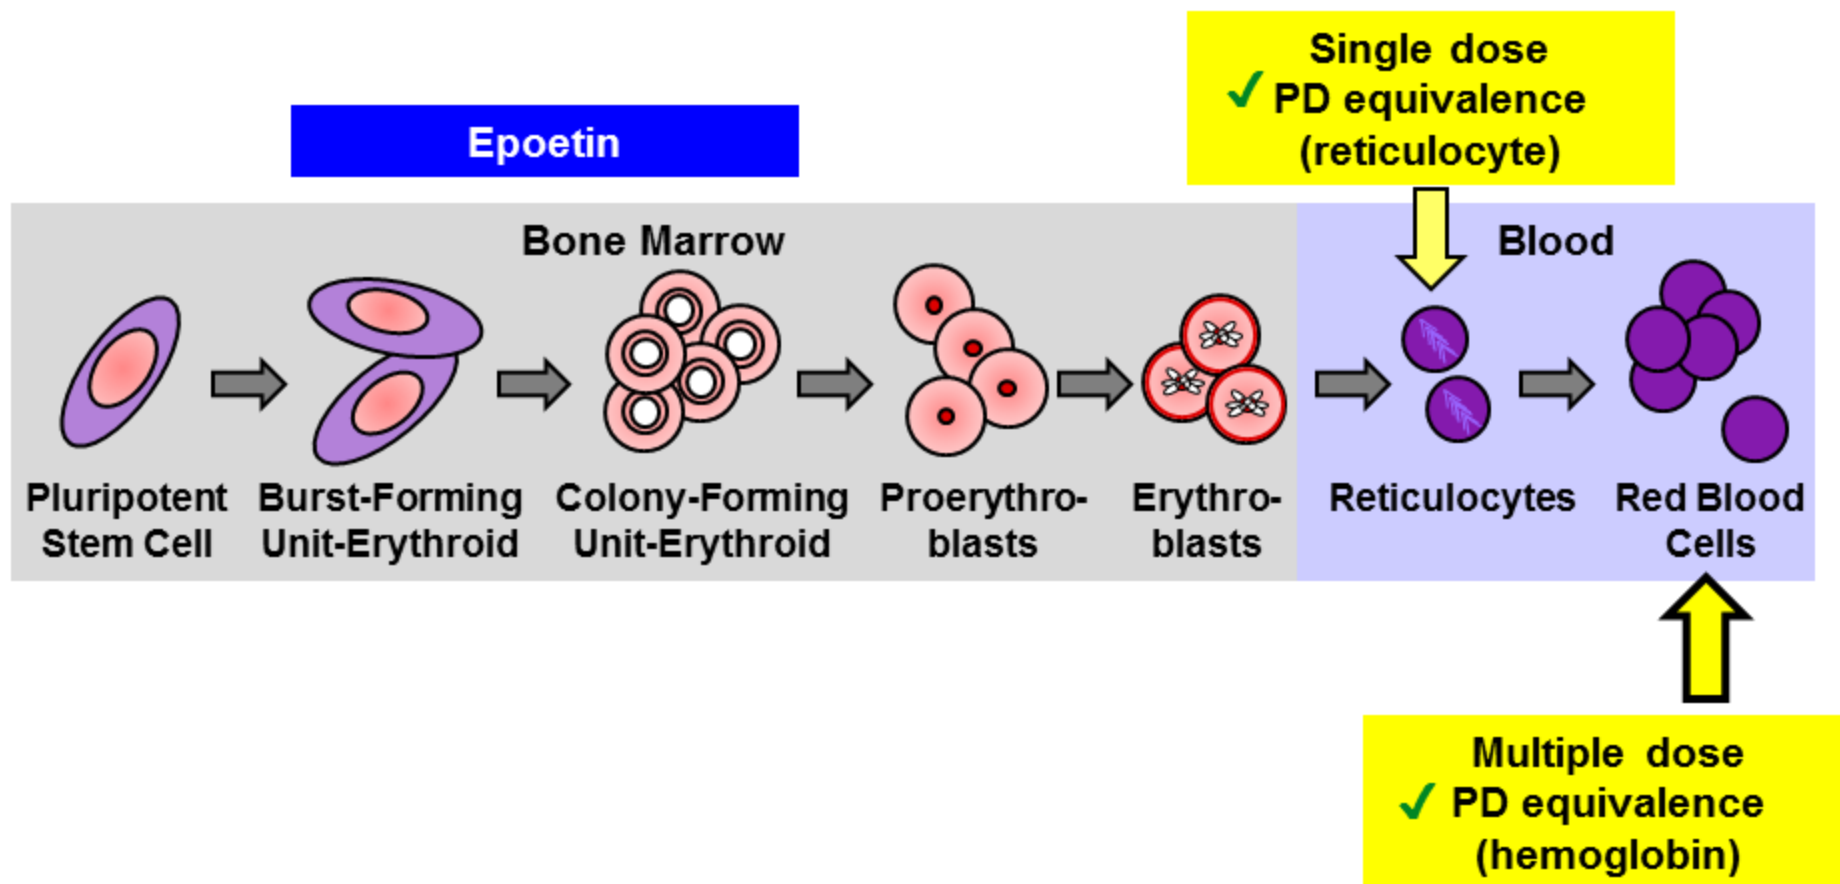 Single dose
✓ PD equivalence
(reticulocyte)
Epoetin
Bone Marrow
Blood
Pluripotent
Stem Cell
Burst-Forming
Unit-Erythroid
Colony-Forming
Unit-Erythroid
Proerythro-
blasts
Erythro-
blasts
Reticulocytes
Red Blood
Cells
Multiple dose
✓ PD equivalence
(hemoglobin)